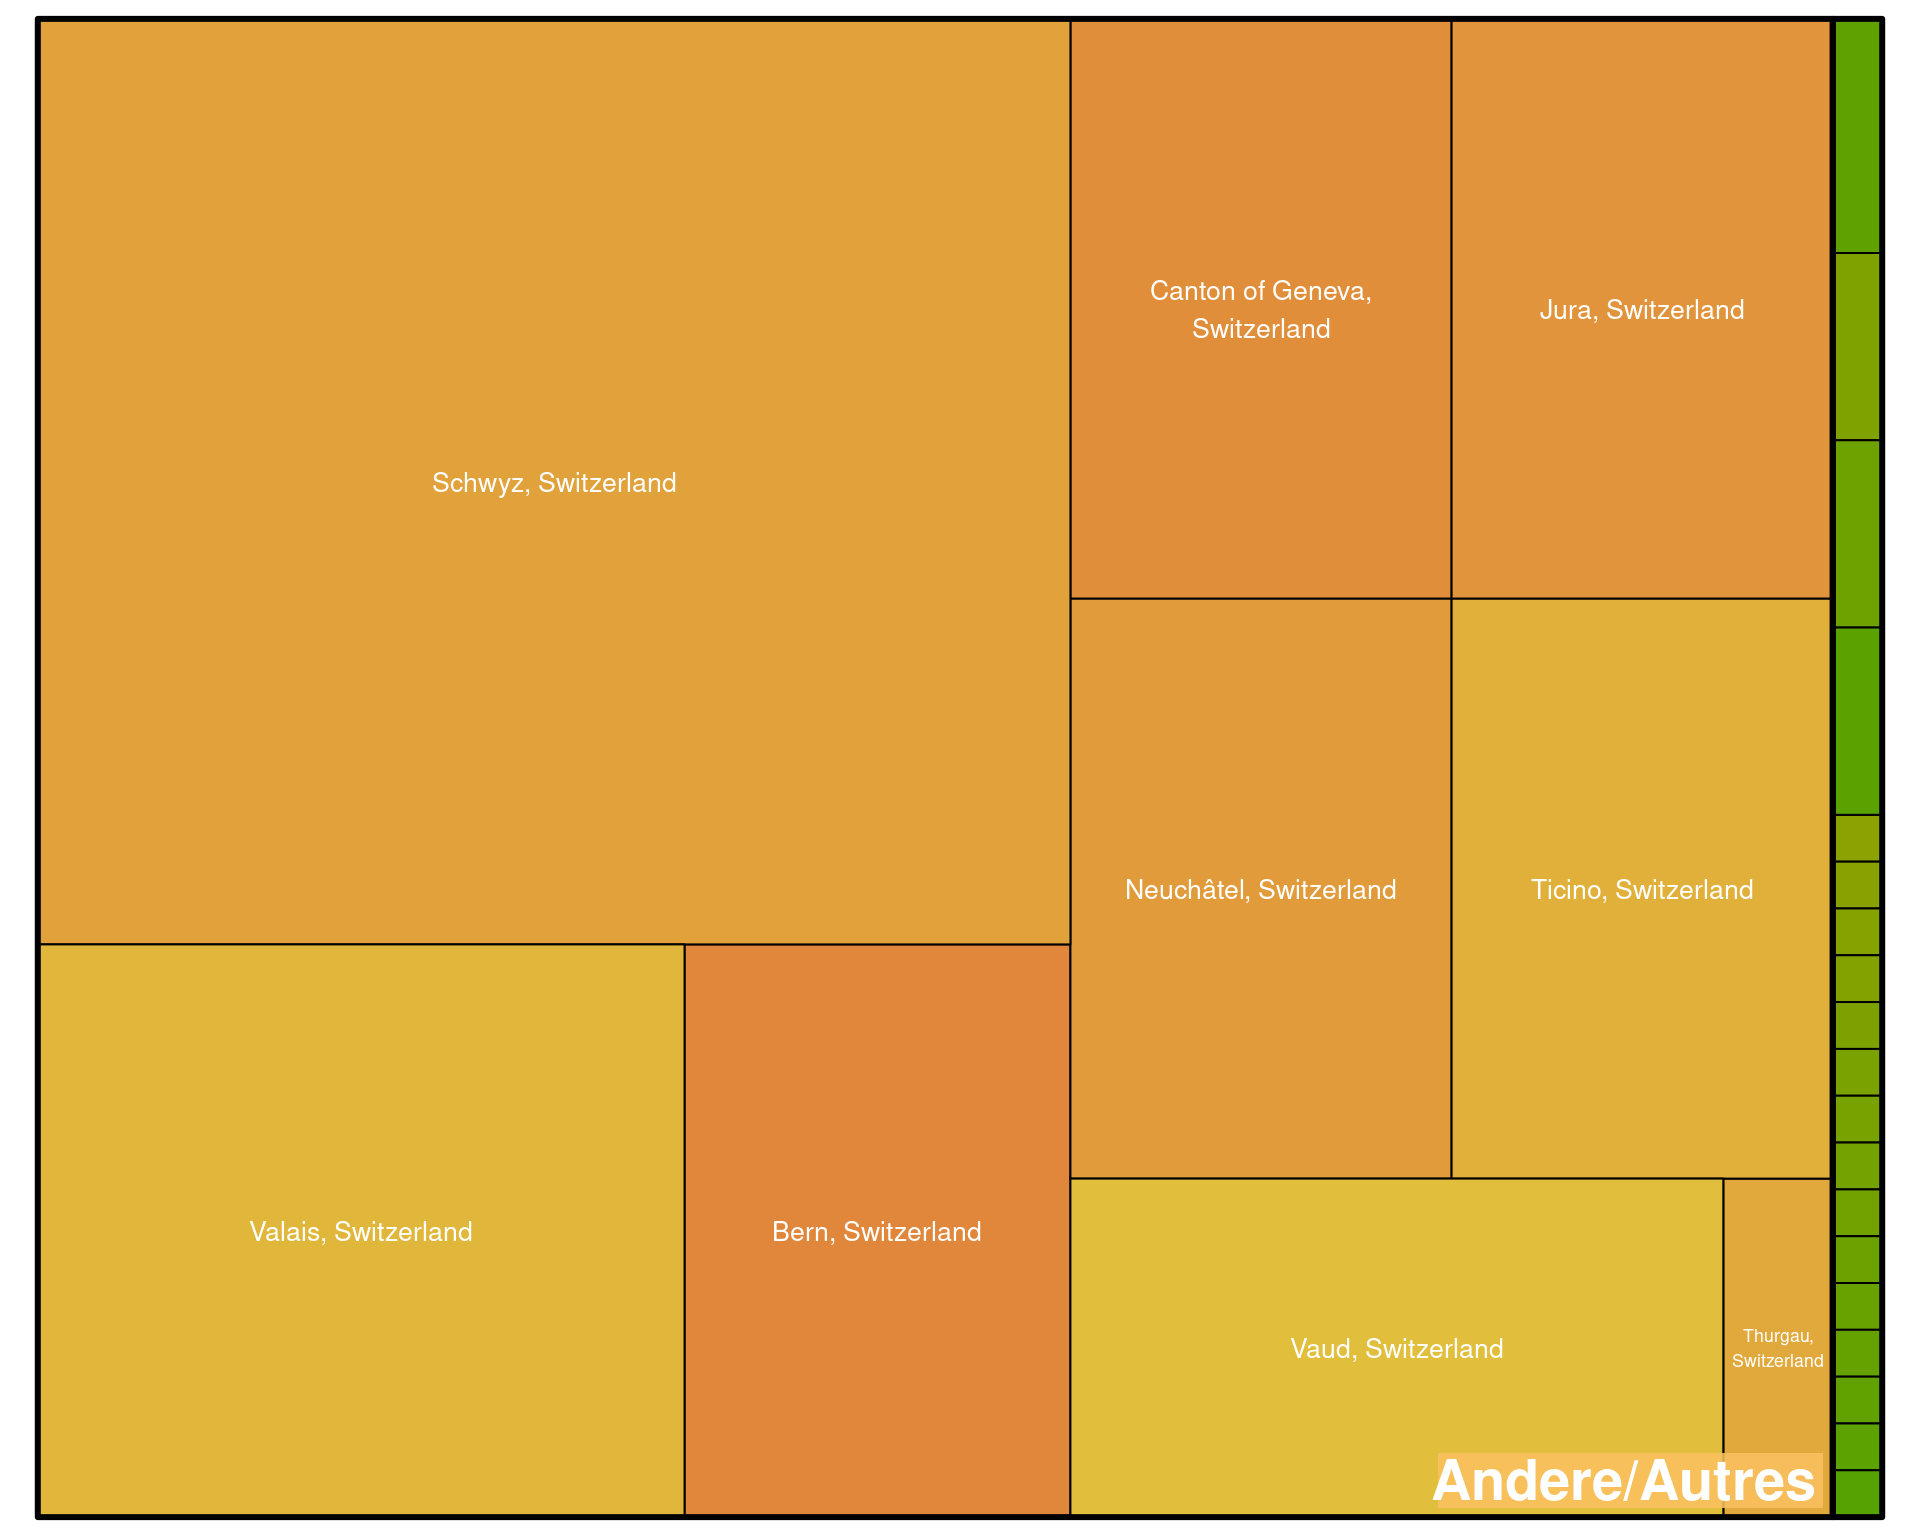 Schwyz, Switzerland
Canton of Geneva,
Switzerland
Jura, Switzerland
Neuchâtel, Switzerland
Ticino, Switzerland
Valais, Switzerland
Bern, Switzerland
Vaud, Switzerland
Thurgau,
Switzerland
Andere/Autres